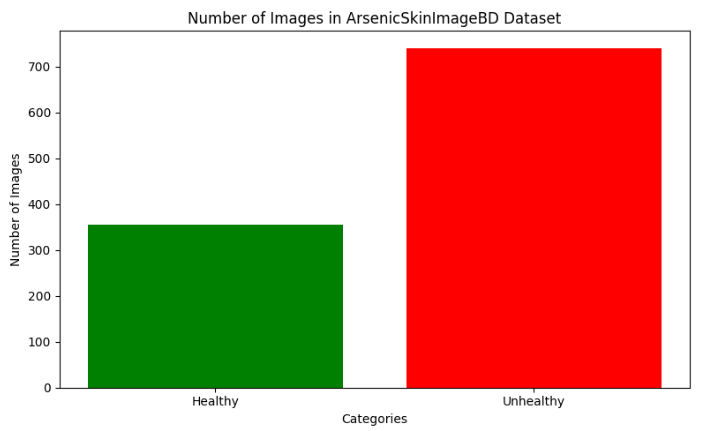 Number of Images in ArsenicSkinImageBD Dataset
Number of Images
700
600
500
400
300
200
100
0
Healthy
Unhealthy
Categories